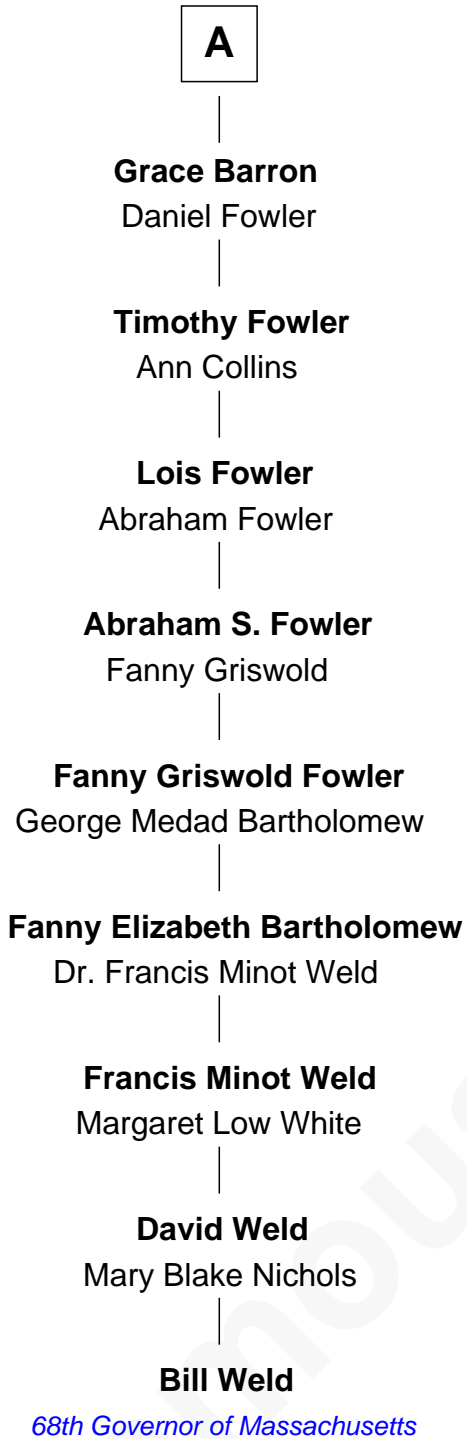 A
Grace Barron
Daniel Fowler
Timothy Fowler
Ann Collins
Lois Fowler
Abraham Fowler
Abraham S. Fowler
Fanny Griswold
Fanny Griswold Fowler
George Medad Bartholomew
Fanny Elizabeth Bartholomew
Dr. Francis Minot Weld
Francis Minot Weld
Margaret Low White
David Weld
Mary Blake Nichols
Bill Weld
68th Governor of Massachusetts